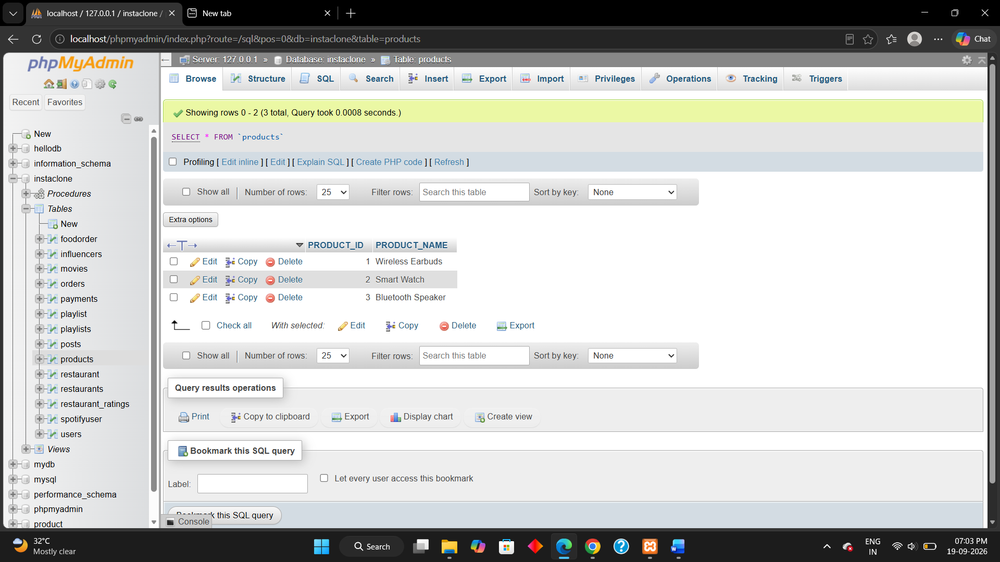 localhost / 127.0.0.1 / instaclone /
New tab
localhost/phpmyadmin/index.php?route=/sql&pos=0&db=instaclone&table=products
Chat
phpMyAdmin
Recent Favorites
New
hellodb
information_schema
instaclone
Procedures
Tables
New
foodorder
influencers
movies
orders
payments
playlist
playlists
posts
products
restaurant
restaurants
restaurant_ratings
spotifyuser
users
Views
mydb
mysql
performance_schema
phpmyadmin
product
Server: 127.0.0.1 » Database: instaclone » Table: products
Browse Structure SQL Search Insert Export Import Privileges Operations Tracking Triggers
Showing rows 0 - 2 (3 total, Query took 0.0008 seconds.)
SELECT * FROM `products`
Profiling [ Edit inline ] [ Edit ] [ Explain SQL ] [ Create PHP code ] [ Refresh ]
Show all Number of rows: 25 Filter rows: Search this table Sort by key: None
Extra options
PRODUCT_ID PRODUCT_NAME
Edit Copy Delete 1 Wireless Earbuds
Edit Copy Delete 2 Smart Watch
Edit Copy Delete 3 Bluetooth Speaker
Check all With selected: Edit Copy Delete Export
Show all Number of rows: 25 Filter rows: Search this table Sort by key: None
Query results operations
Print Copy to clipboard Export Display chart Create view
Bookmark this SQL query
Label: Let every user access this bookmark
Bookmark this SQL query
Console
32°C
Mostly clear
Search
ENG
IN
07:03 PM
19-09-2026